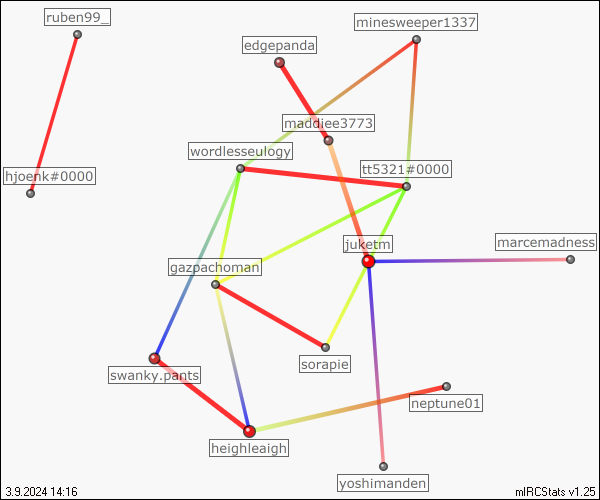 ruben99_
minesweeper1337
edgepanda
maddiee3773
wordlesseulogy
tt5321#0000
hjoenk#0000
juketm
marcemadness
gazpachoman
sorapie
swanky.pants
neptune01
heighleaigh
yoshimanden
3.9.2024 14:16
mIRCStats v1.25